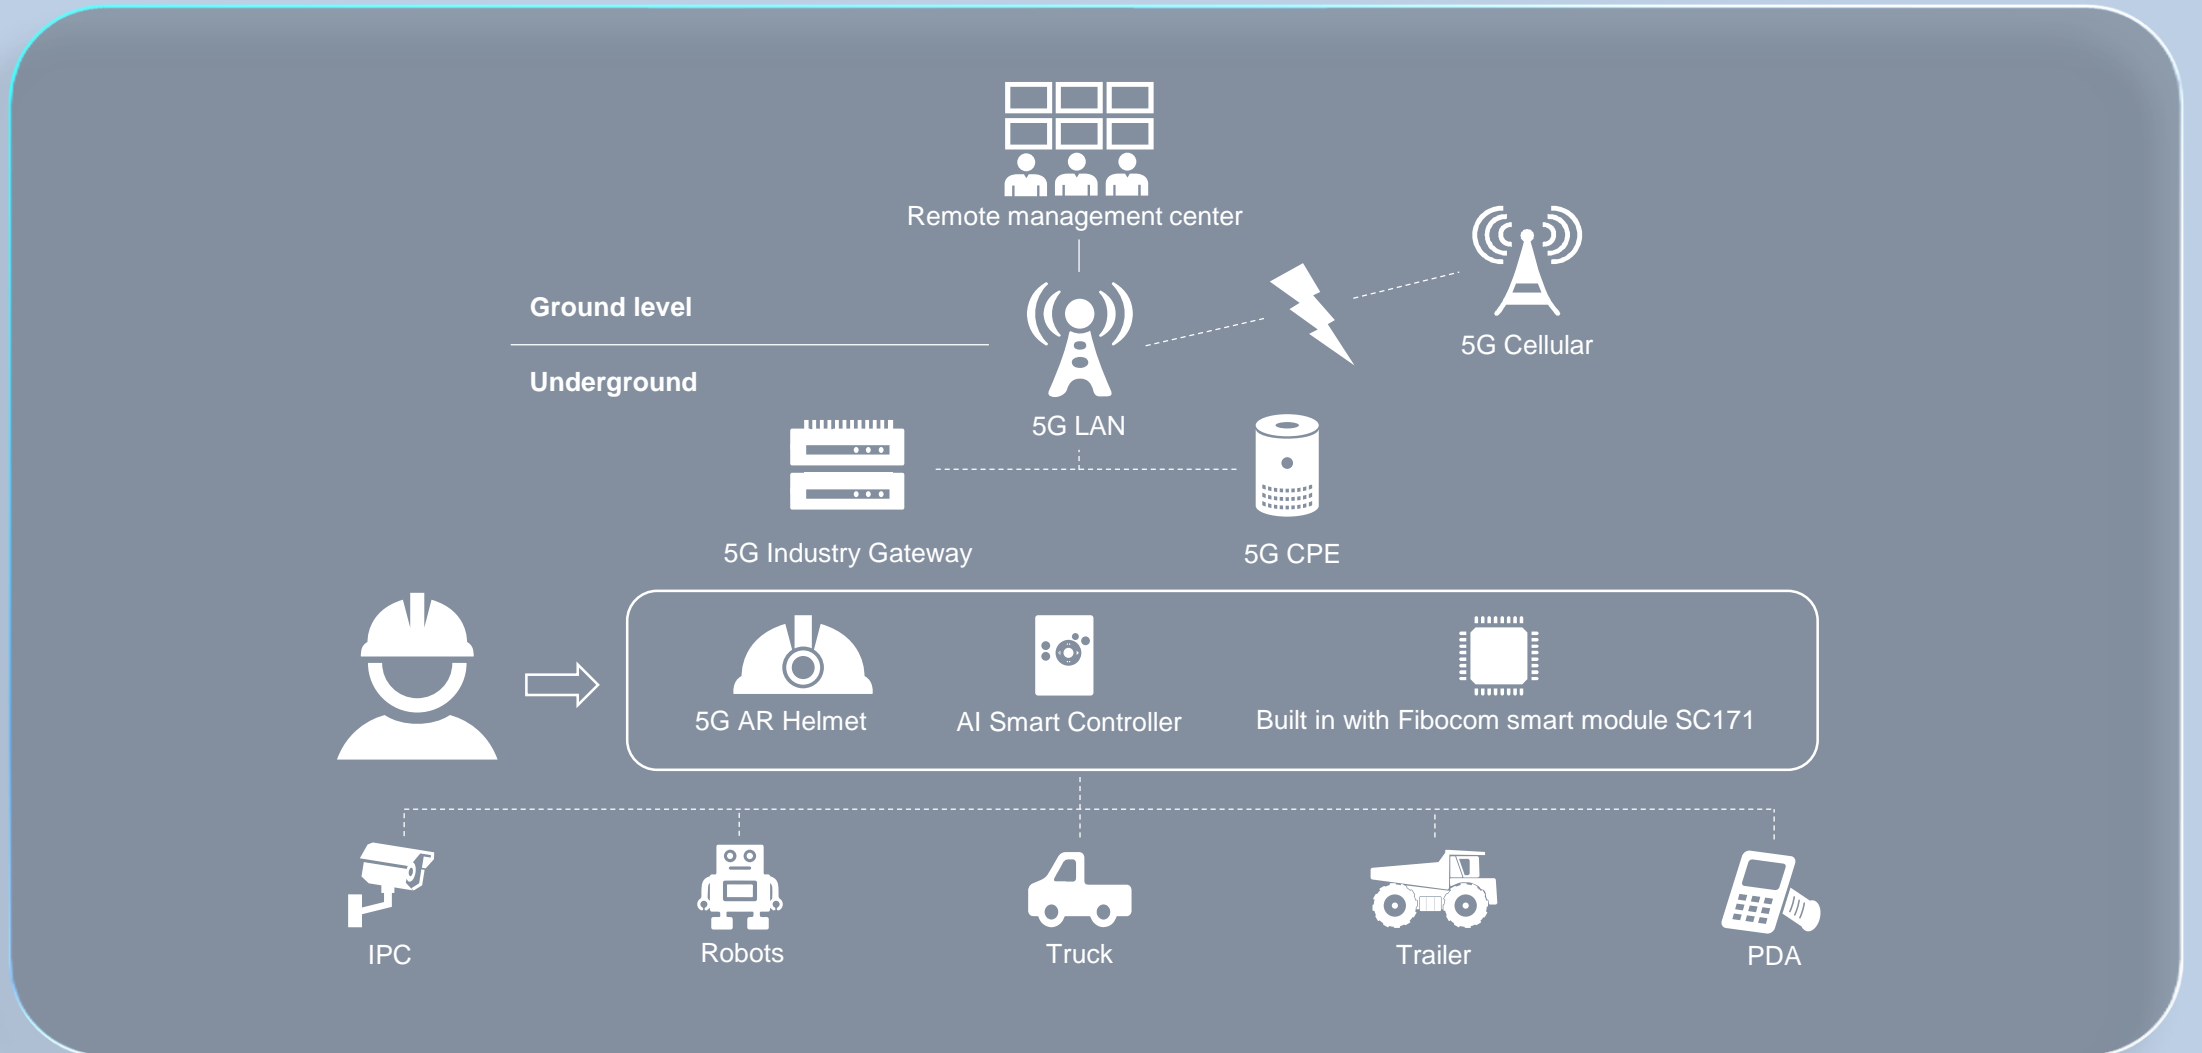 Remote management center
Ground level
5G Cellular
Underground
5G LAN
5G Industry Gateway
5G CPE
5G AR Helmet
AI Smart Controller
Built in with Fibocom smart module SC171
IPC
Robots
Truck
Trailer
PDA